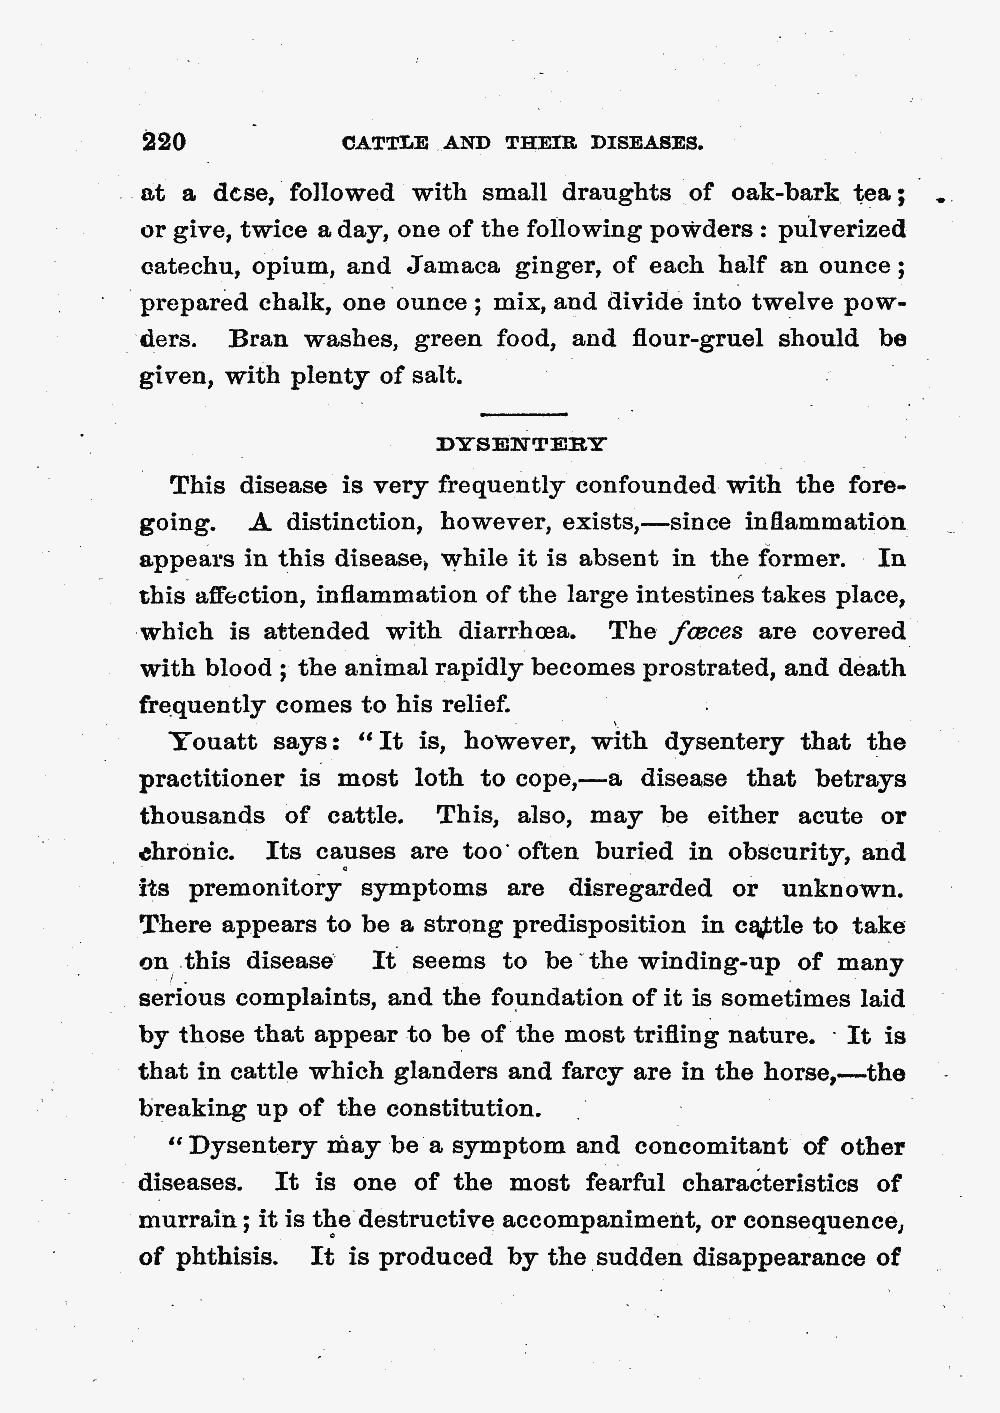 220 CATTLE AND THEIR DISEASES.
at a dose, followed with small draughts of oak-bark tea;
or give, twice a day, one of the following powders : pulverized
catechu, opium, and Jamaca ginger, of each half an ounce;
prepared chalk, one ounce; mix, and divide into twelve pow-
ders. Bran washes, green food, and flour-gruel should be
given, with plenty of salt.
DYSENTERY
This disease is very frequently confounded with the fore-
going. A distinction, however, exists,—since inflammation
appears in this disease, while it is absent in the former. In
this affection, inflammation of the large intestines takes place,
which is attended with diarrhœa. The fœces are covered
with blood; the animal rapidly becomes prostrated, and death
frequently comes to his relief.
Youatt says: “It is, however, with dysentery that the
practitioner is most loth to cope,—a disease that betrays
thousands of cattle. This, also, may be either acute or
chronic. Its causes are too often buried in obscurity, and
its premonitory symptoms are disregarded or unknown.
There appears to be a strong predisposition in cattle to take
on this disease It seems to be the winding-up of many
serious complaints, and the foundation of it is sometimes laid
by those that appear to be of the most trifling nature. It is
that in cattle which glanders and farcy are in the horse,—the
breaking up of the constitution.
“Dysentery may be a symptom and concomitant of other
diseases. It is one of the most fearful characteristics of
murrain; it is the destructive accompaniment, or consequence,
of phthisis. It is produced by the sudden disappearance of